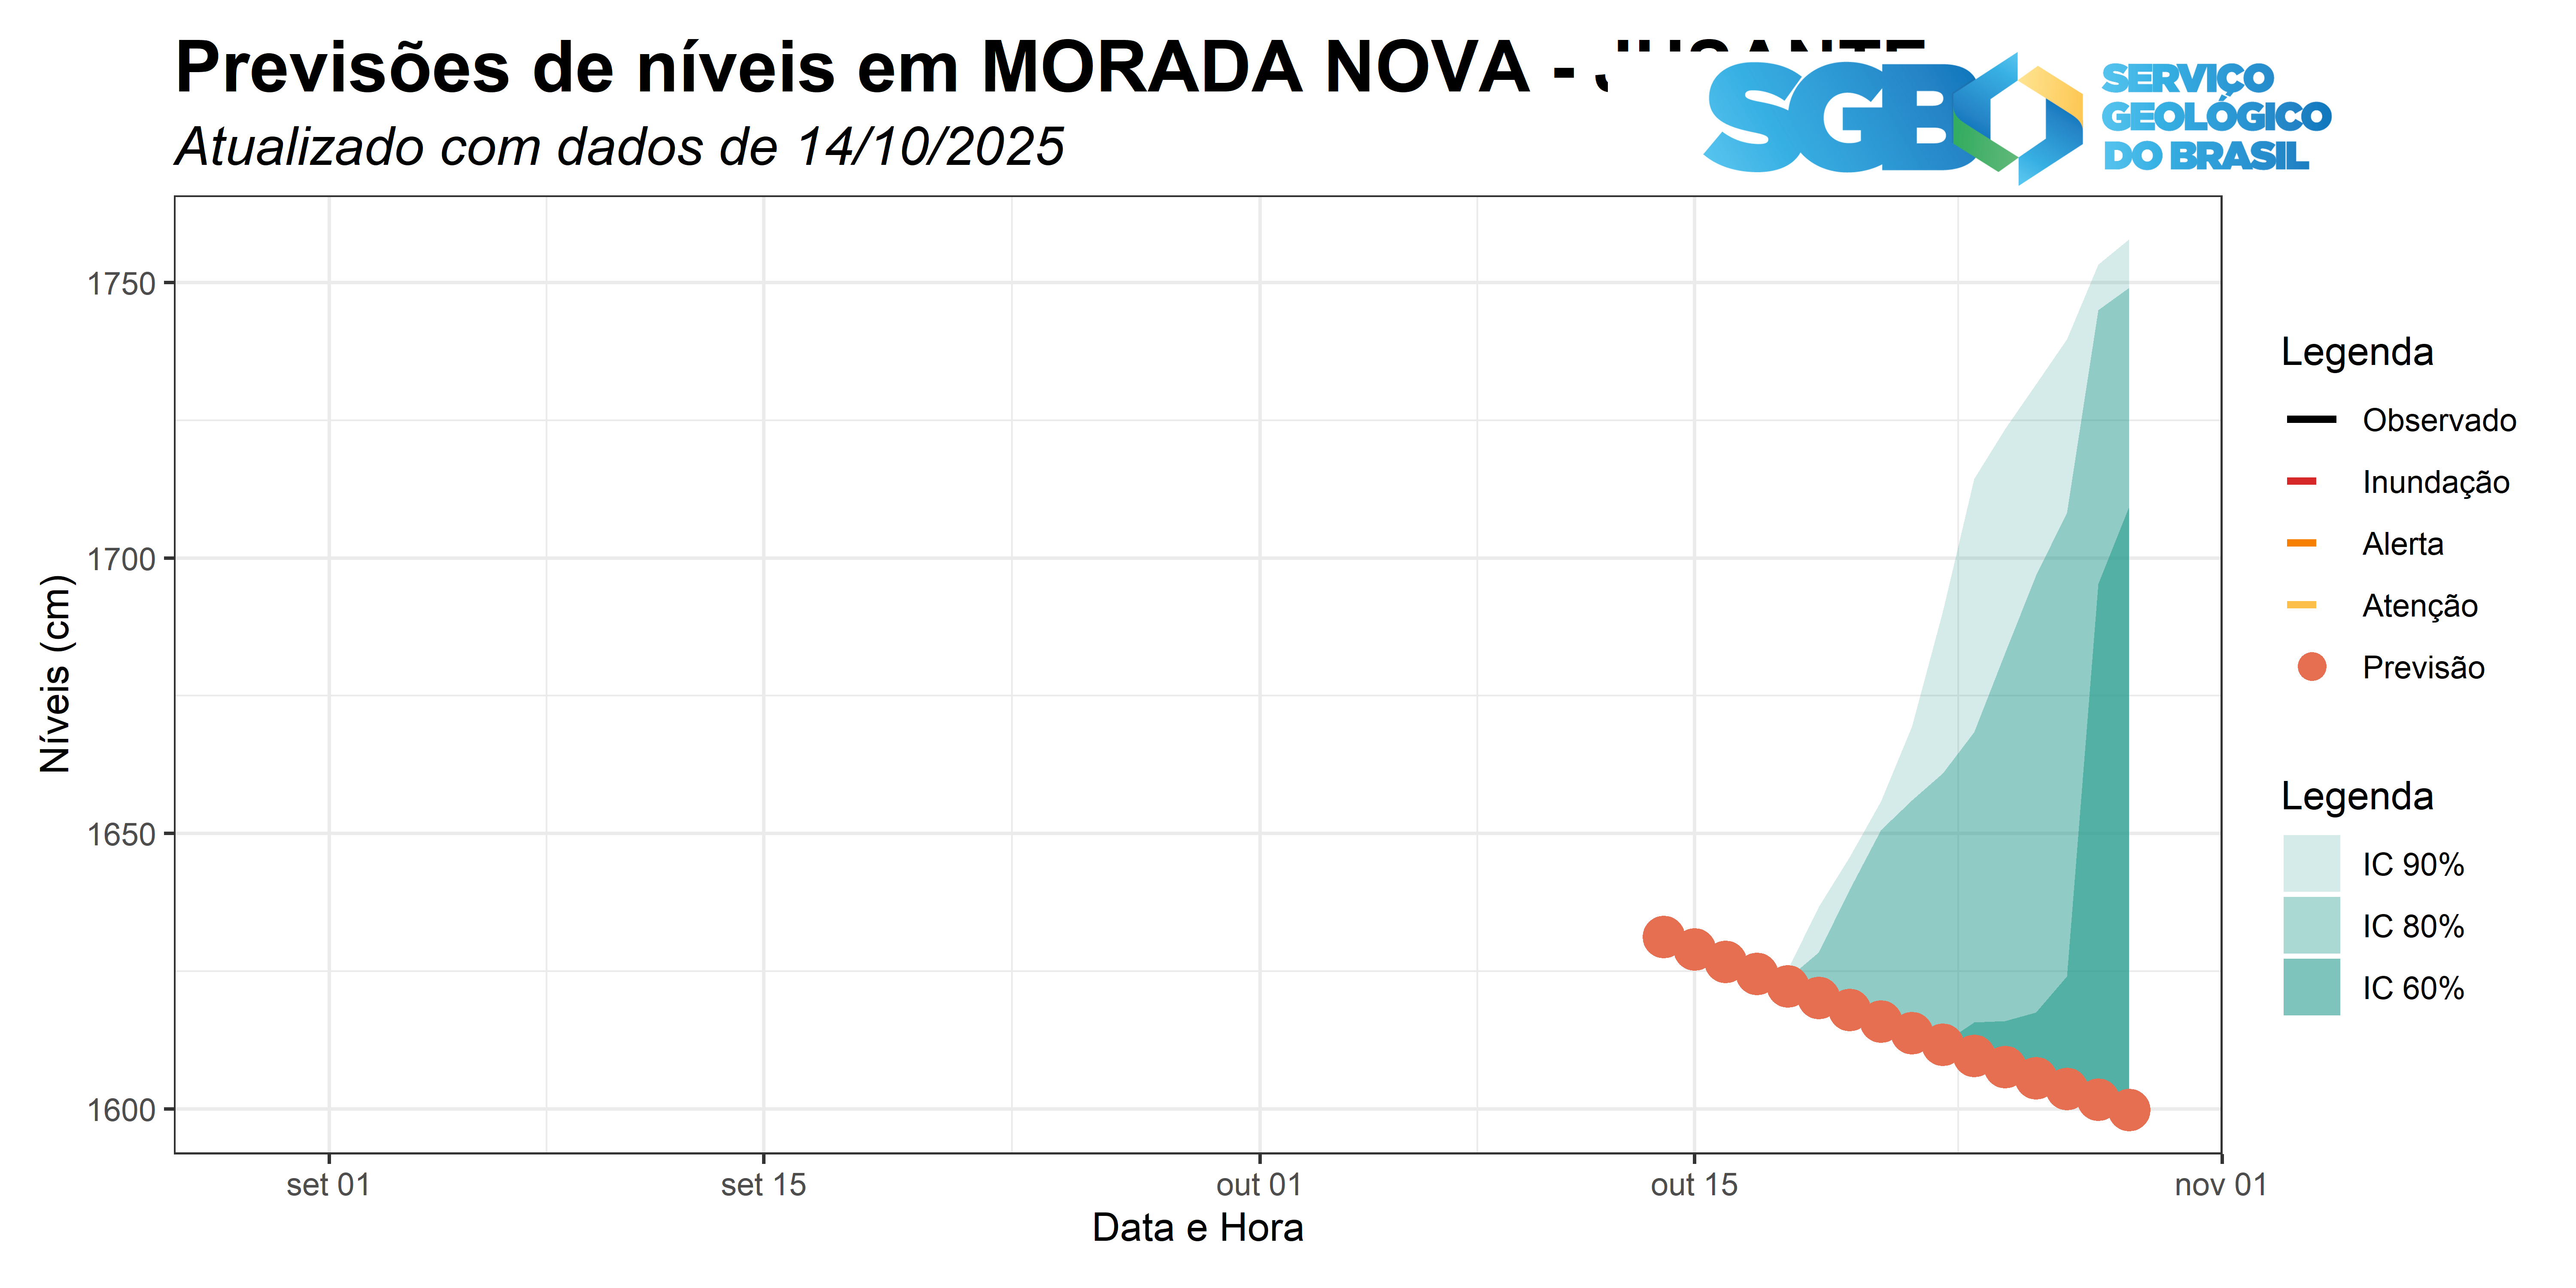 Previsões de níveis em MORADA NOVA -
Atualizado com dados de 14/10/2025
SGB
SERVIÇO
GEOLÓGICO
DO BRASIL
1750
1700
1650
1600
Níveis (cm)
set 01
set 15
out 01
out 15
nov 01
Data e Hora
Legenda
Observado
Inundação
Alerta
Atenção
Previsão
Legenda
IC 90%
IC 80%
IC 60%